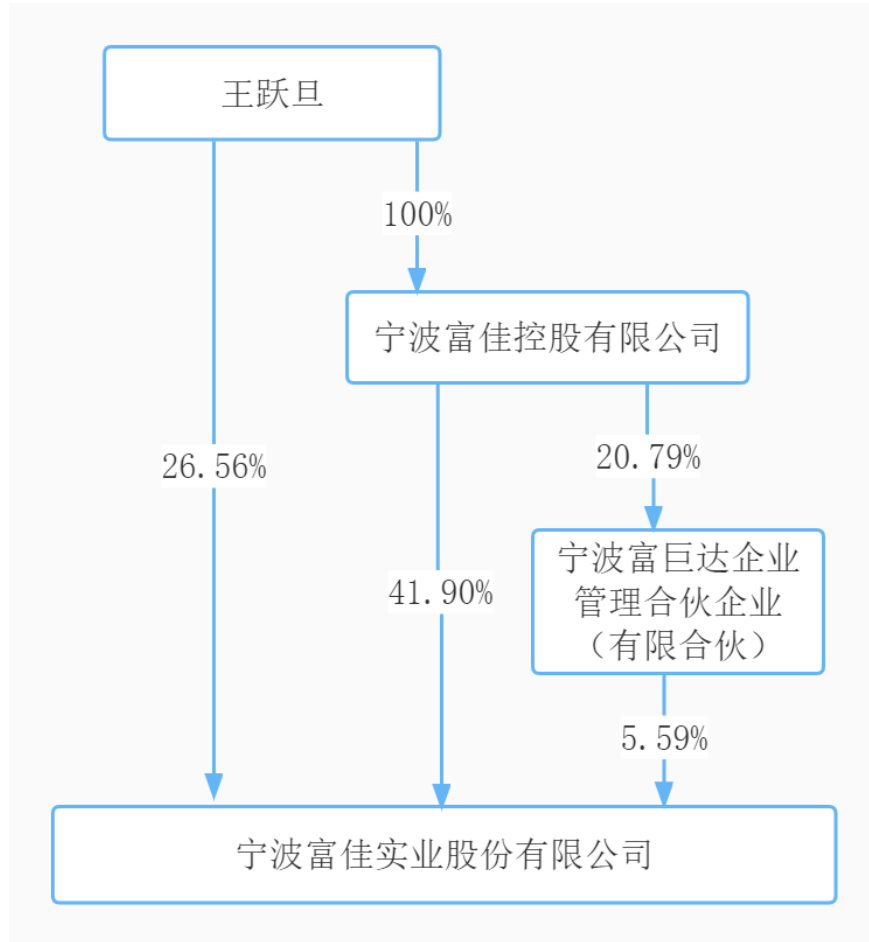 王跃旦
100%
宁波富佳控股有限公司
26.56%
20.79%
宁波富巨达企业
管理合伙企业
（有限合伙）
41.90%
5.59%
宁波富佳实业股份有限公司